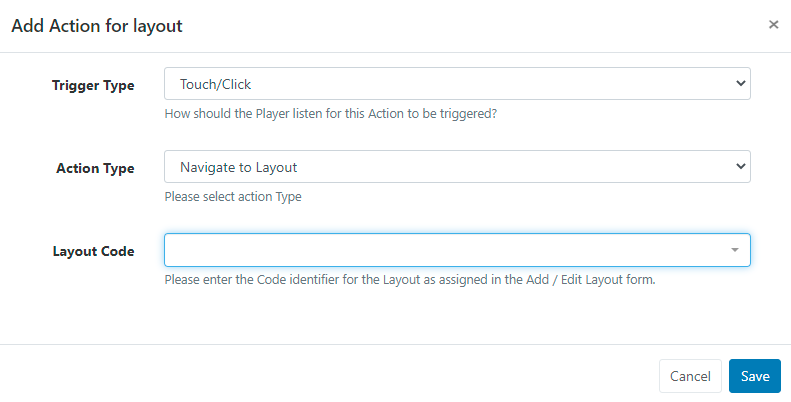 Add Action for layout ×
Trigger Type Touch/Click
How should the Player listen for this Action to be triggered?
Action Type Navigate to Layout
Please select action Type
Layout Code
Please enter the Code identifier for the Layout as assigned in the Add / Edit Layout form.
Cancel Save